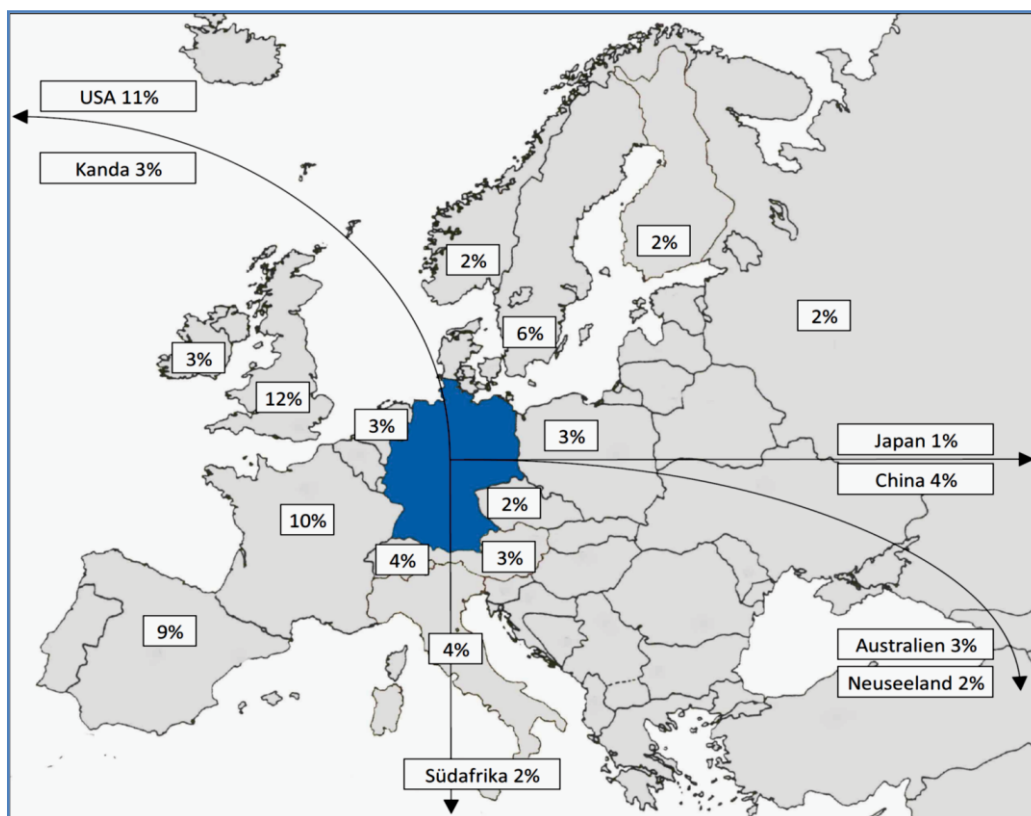 USA 11%
Kanda 3%
2%
2%
2%
6%
3%
12%
3%
3%
Japan 1%
China 4%
2%
10%
4%
3%
9%
4%
Australien 3%
Neuseeland 2%
Südafrika 2%